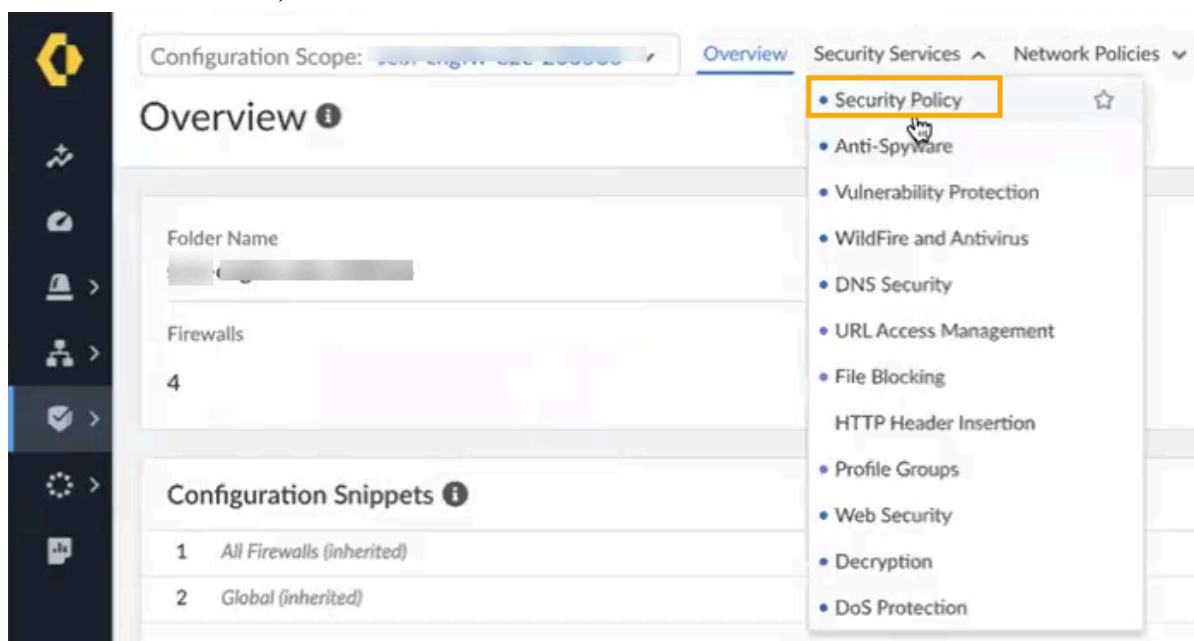 Configuration Scope:
Overview
Security Services
Network Policies
Overview
Security Policy
Anti-Spyware
Vulnerability Protection
WildFire and Antivirus
DNS Security
URL Access Management
File Blocking
HTTP Header Insertion
Profile Groups
Web Security
Decryption
DoS Protection
Folder Name
Firewalls
4
Configuration Snippets
1 All Firewalls (inherited)
2 Global (inherited)